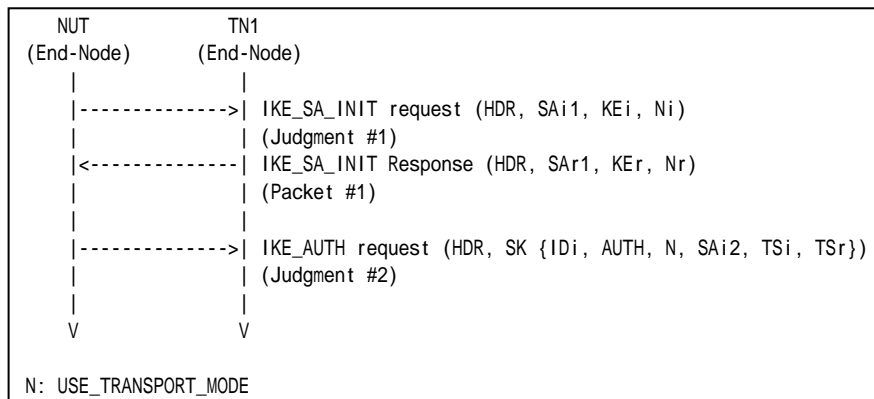 NUT TN1
(End-Node) (End-Node)
| |
|-------------->| IKE_SA_INIT request (HDR, SAi1, KEi, Ni)
| | (Judgment #1)
|<--------------| IKE_SA_INIT Response (HDR, SAr1, KEr, Nr)
| | (Packet #1)
| |
|-------------->| IKE_AUTH request (HDR, SK {IDi, AUTH, N, SAi2, TSi, TSr})
| | (Judgment #2)
| |
V V
N: USE_TRANSPORT_MODE